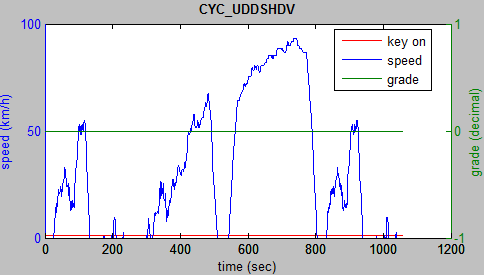 CYC_UDDSHDV
100
50
0
speed (km/h)
key on
speed
grade
1
0
-1
grade (decimal)
0
200
400
600
800
1000
1200
time (sec)